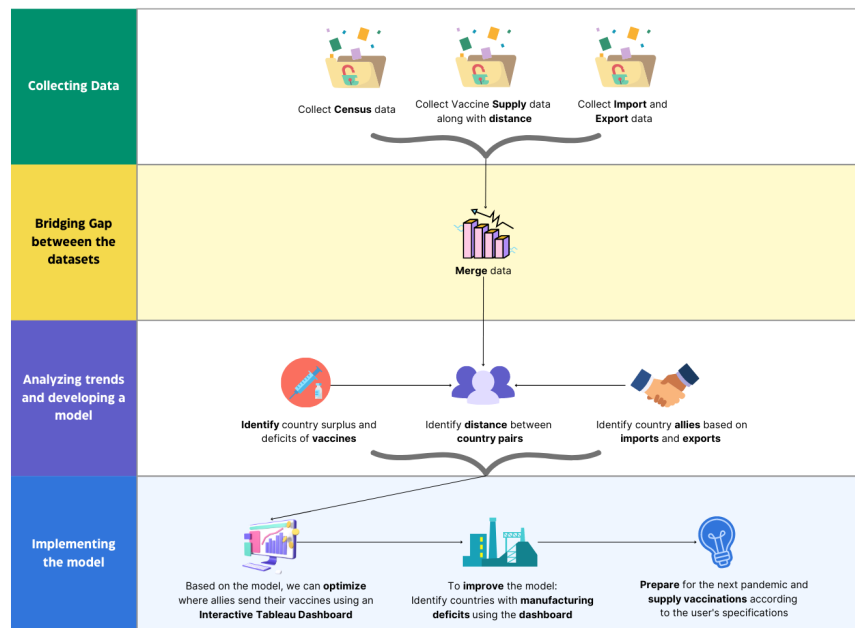 Collecting Data
Collect Census data
Collect Vaccine Supply data
along with distance
Collect Import and
Export data
Bridging Gap
betweeen the
datasets
Merge data
Analyzing trends
and developing a
model
Identify country surplus and
deficits of vaccines
Identify distance between
country pairs
Identify country allies based on
imports and exports
Implementing
the model
Based on the model, we can optimize
where allies send their vaccines using an
Interactive Tableau Dashboard
To improve the model:
Identify countries with manufacturing
deficits using the dashboard
Prepare for the next pandemic and
supply vaccinations according
to the user's specifications